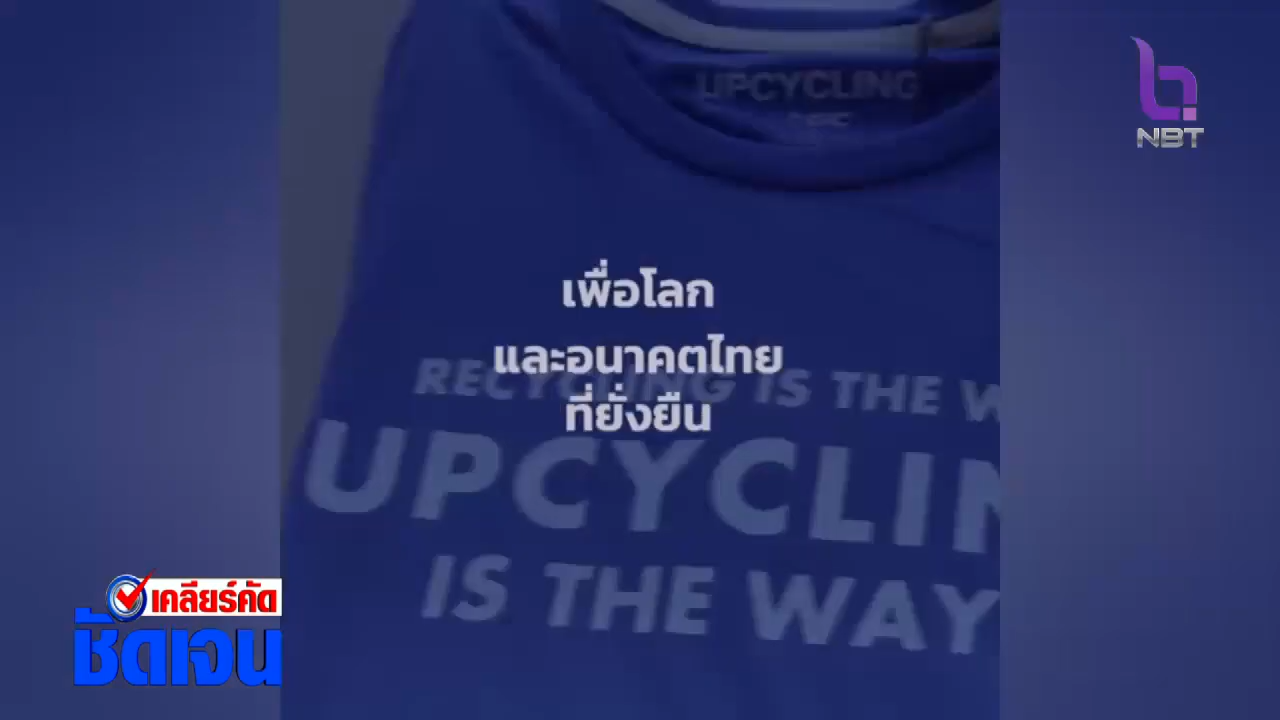 UPCYCLING
NBT
เพื่อโลก
และอนาคตไทย
ที่ยั่งยืน
RECYCLING IS THE W
UPCYCLIN
IS THE WAY
เคลียร์คัด
ชัดเจน